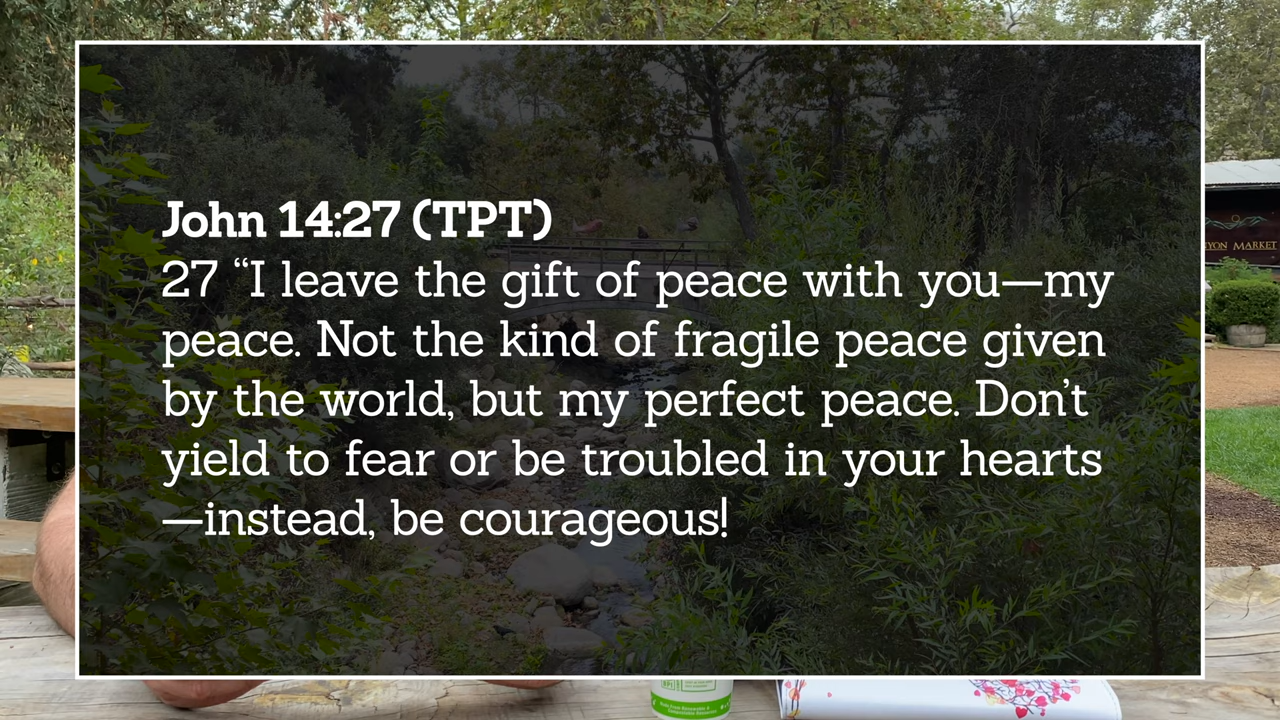 John 14:27 (TPT)
27 “I leave the gift of peace with you—my
peace. Not the kind of fragile peace given
by the world, but my perfect peace. Don’t
yield to fear or be troubled in your hearts
—instead, be courageous!
YON MARKET